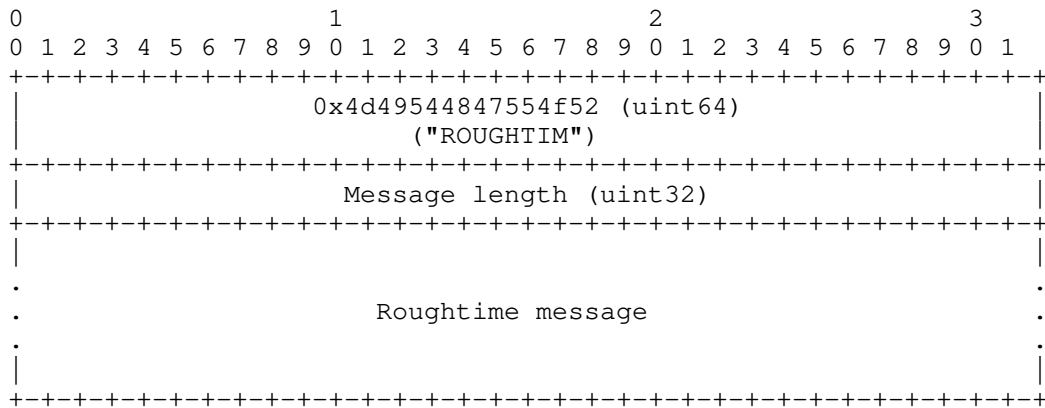 0                   1                   2                   3
0 1 2 3 4 5 6 7 8 9 0 1 2 3 4 5 6 7 8 9 0 1 2 3 4 5 6 7 8 9 0 1
+-+-+-+-+-+-+-+-+-+-+-+-+-+-+-+-+-+-+-+-+-+-+-+-+-+-+-+-+-+-+-+-+
|                  0x4d49544847554f52 (uint64)                  |
|                        ("ROUGHTIM")                           |
+-+-+-+-+-+-+-+-+-+-+-+-+-+-+-+-+-+-+-+-+-+-+-+-+-+-+-+-+-+-+-+-+
|                    Message length (uint32)                    |
+-+-+-+-+-+-+-+-+-+-+-+-+-+-+-+-+-+-+-+-+-+-+-+-+-+-+-+-+-+-+-+-+
|                                                               |
.                                                               .
.                      Roughtime message                        .
.                                                               .
|                                                               |
+-+-+-+-+-+-+-+-+-+-+-+-+-+-+-+-+-+-+-+-+-+-+-+-+-+-+-+-+-+-+-+-+